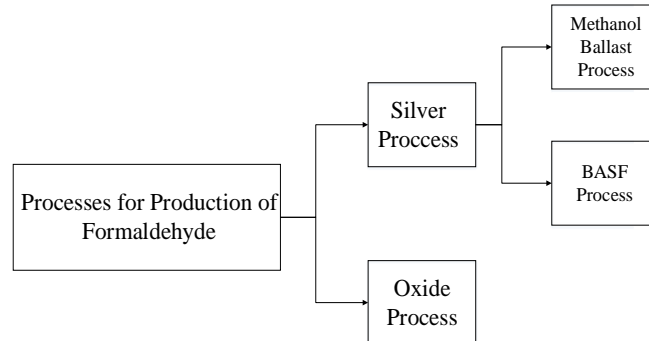 Processes for Production of
Formaldehyde
Silver
Proccess
Oxide
Process
Methanol
Ballast
Process
BASF
Process